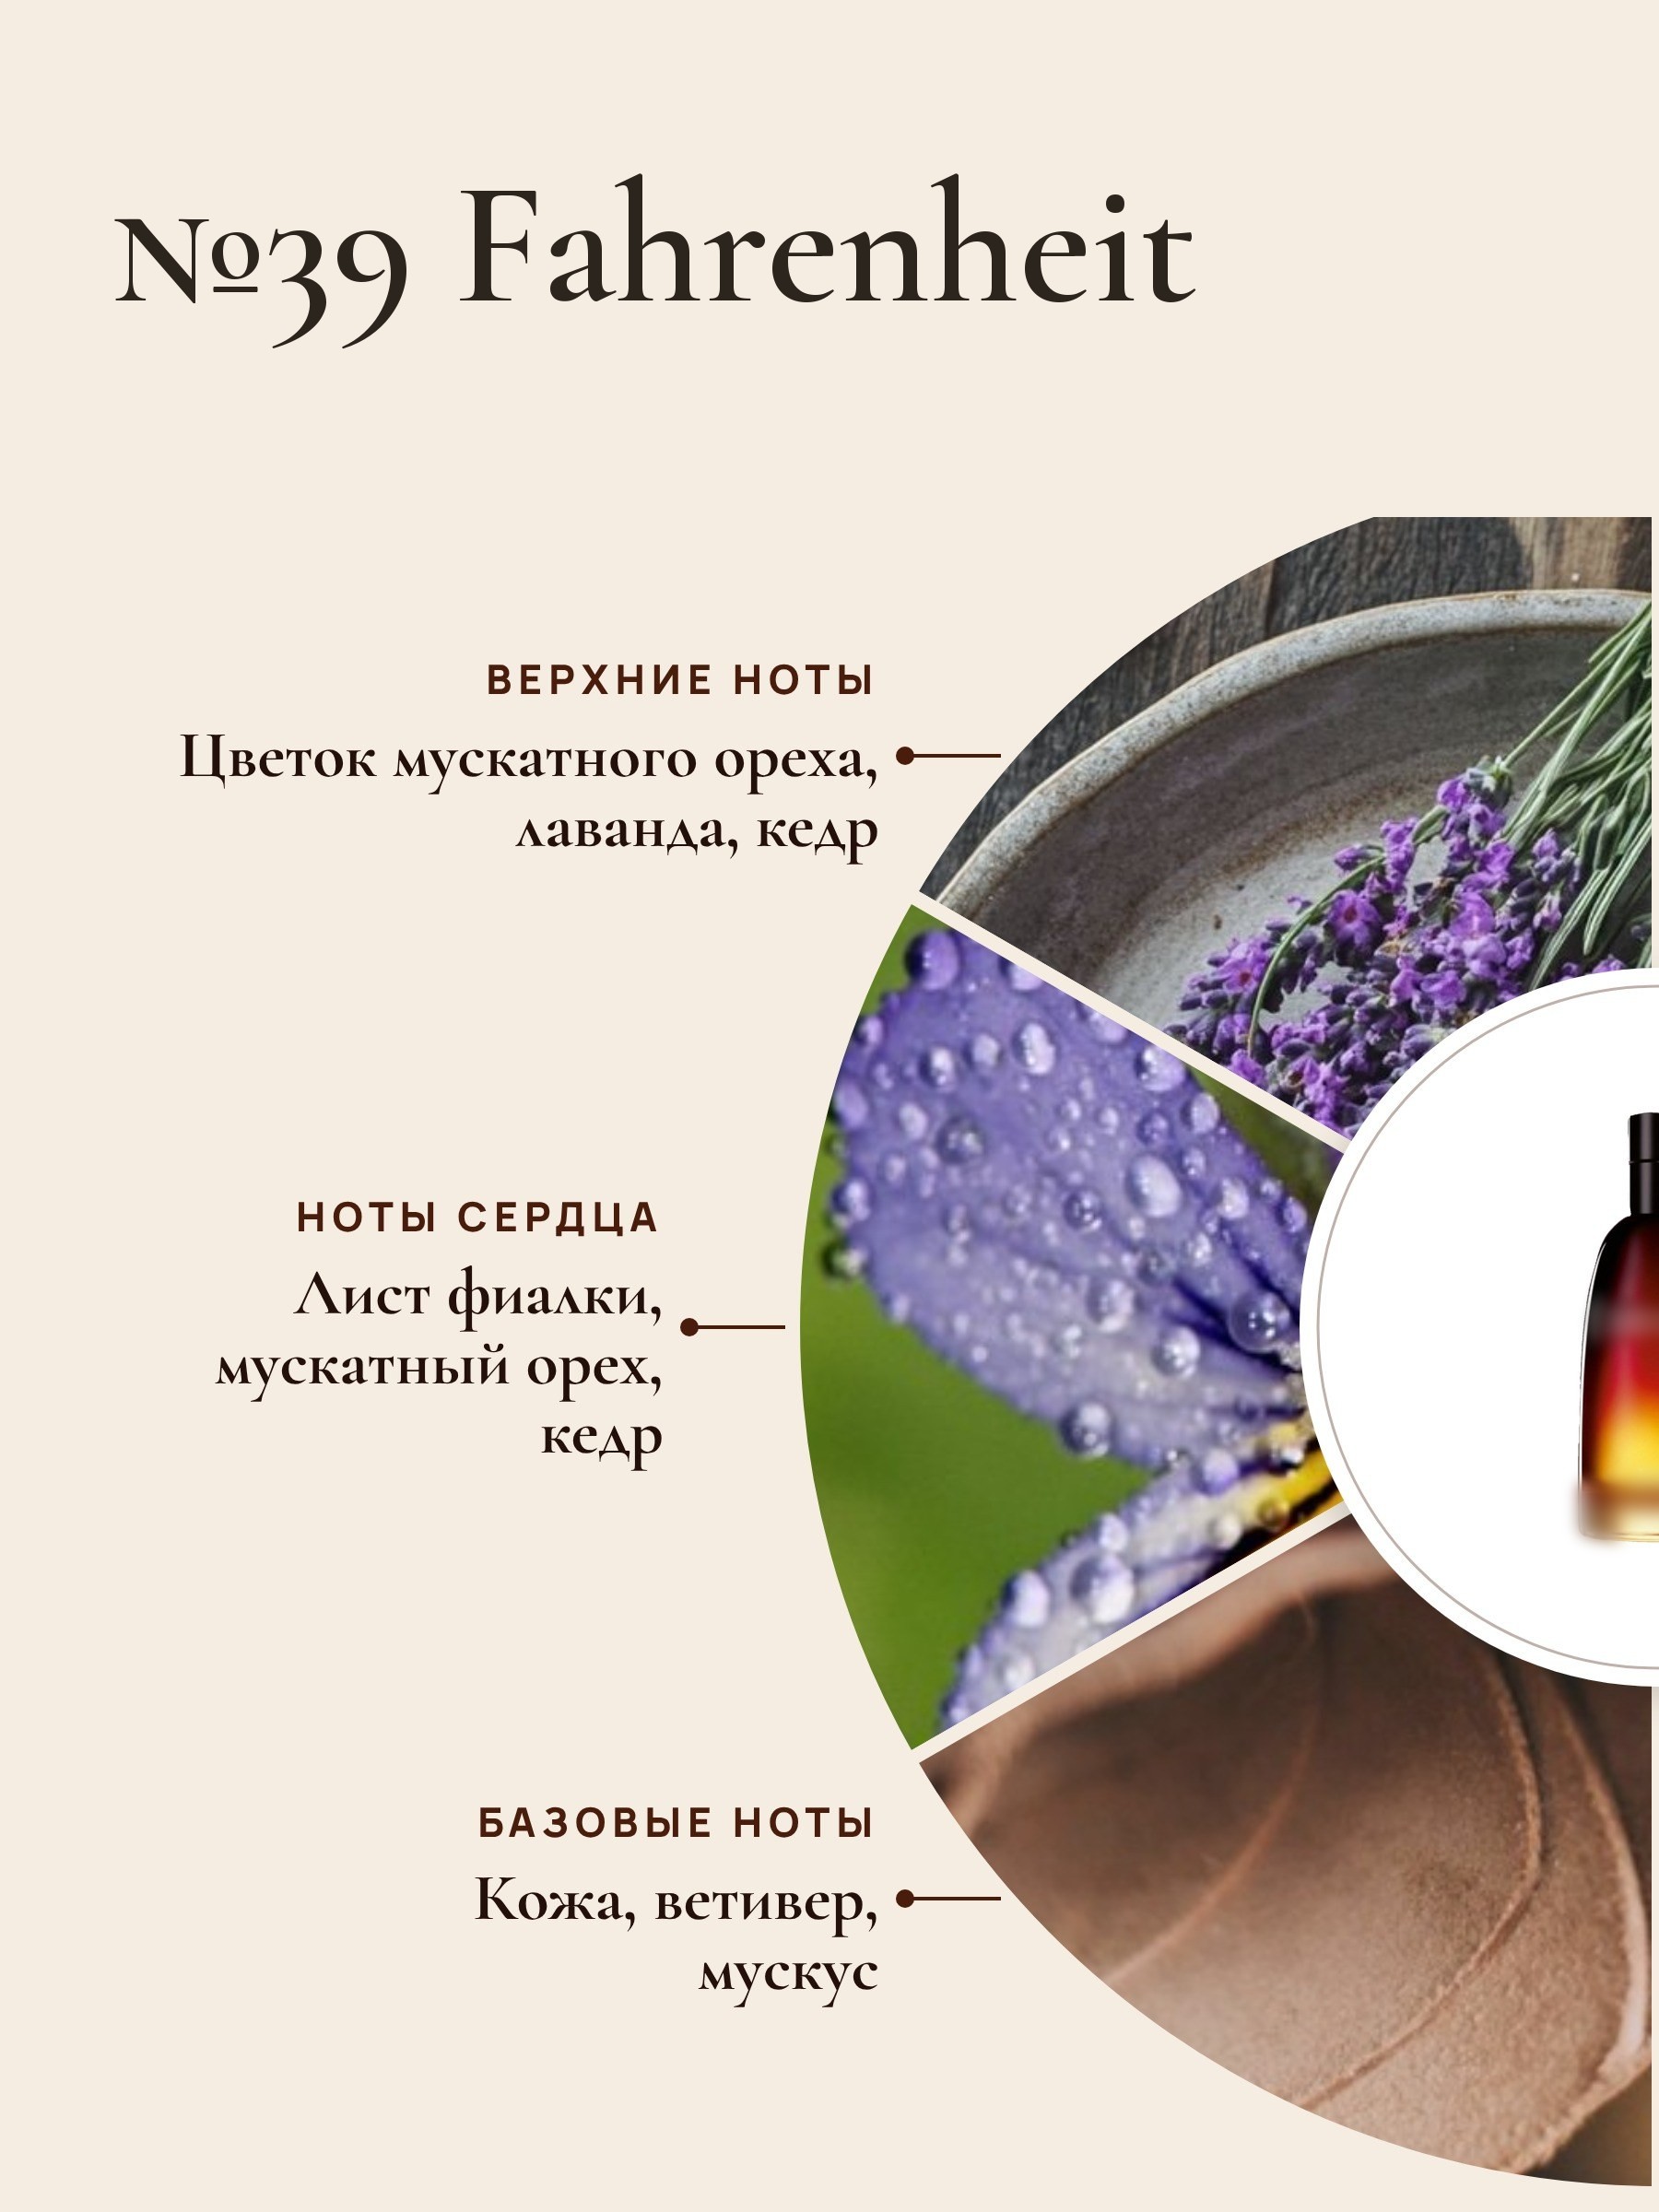 №39 Fahrenheit
ВЕРХНИЕ НОТЫ
Цветок мускатного ореха,
лаванда, кедр
НОТЫ СЕРДЦА
Лист фиалки,
мускатный орех,
кедр
БАЗОВЫЕ НОТЫ
Кожа, ветивер,
мускус